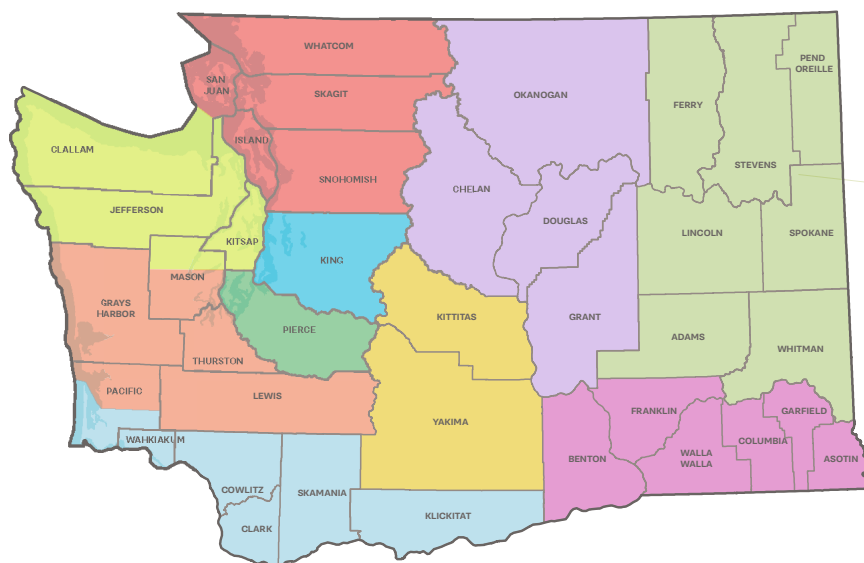 WHATCOM
SAN
JUAN
SKAGIT
ISLAND
SNOHOMISH
CLALLAM
JEFFERSON
KITSAP
KING
MASON
GRAYS
HARBOR
PIERCE
THURSTON
PACIFIC
LEWIS
WAHKIAKUM
COWLITZ
CLARK
SKAMANIA
KLICKITAT
YAKIMA
KITTITAS
CHELAN
OKANOGAN
DOUGLAS
GRANT
FERRY
STEVENS
PEND
OREILLE
LINCOLN
SPOKANE
ADAMS
WHITMAN
FRANKLIN
BENTON
WALLA
WALLA
COLUMBIA
GARFIELD
ASOTIN